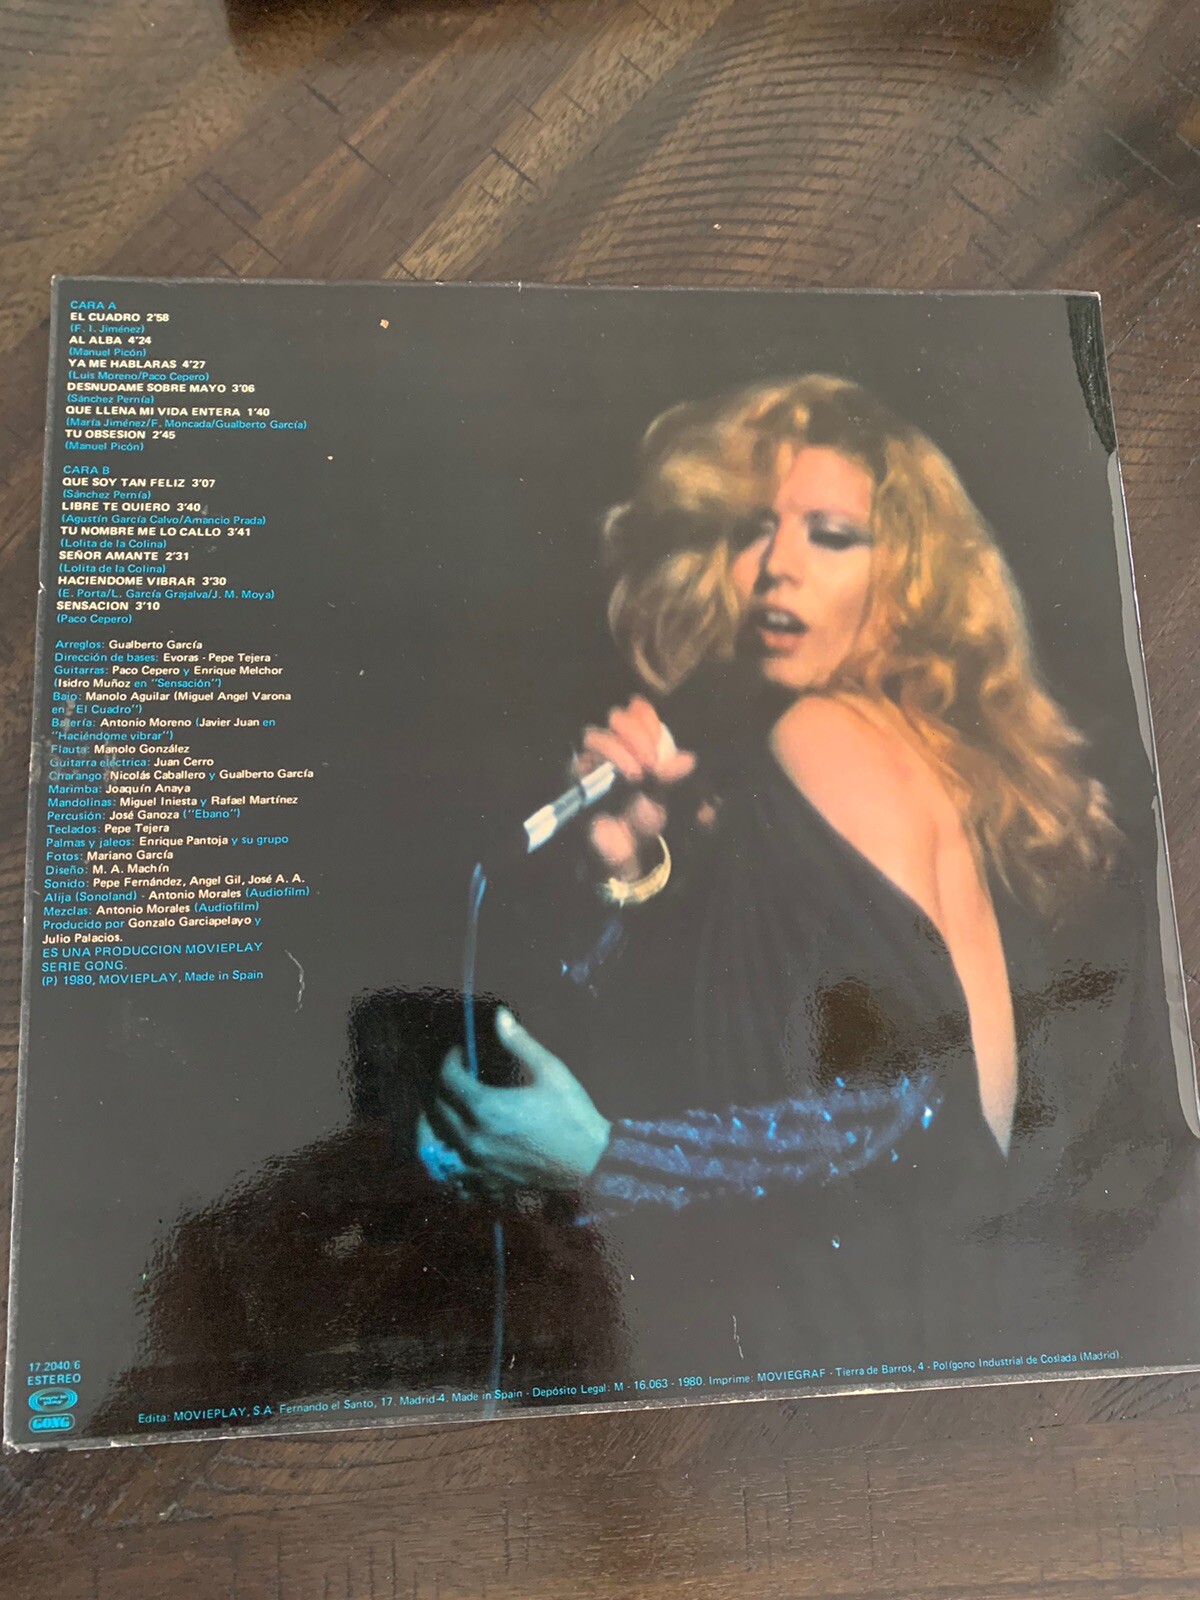 CARA A
EL CUADRO 2'58
(F. I. Jiménez)
AL ALBA 4'24
(Manuel Picón)
YA ME HABLARAS 4'27
(Luis Moreno/Paco Cepero)
DESNUDAME SOBRE MAYO 3'06
(Sánchez Pernía)
QUE LLENA MI VIDA ENTERA 1'40
(María Jiménez/F. Moncada/Gualberto García)
TU OBSESION 2'45
(Manuel Picón)
CARA B
QUE SOY TAN FELIZ 3'07
(Sánchez Pernía)
LIBRE TE QUIERO 3'40
(Agustín García Calvo/Amancio Prada)
TU NOMBRE ME LO CALLO 3'41
(Lolita de la Colina)
SEÑOR AMANTE 2'31
(Lolita de la Colina)
HACIENDOME VIBRAR 3'30
(E. Porta/L. García Grajalva/J. M. Moya)
SENSACION 3'10
(Paco Cepero)
Arreglos: Gualberto García
Dirección de bases: Evoras - Pepe Tejera
Guitarras: Paco Cepero y Enrique Melchor
(Isidro Muñoz en "Sensación")
Bajo: Manolo Aguilar (Miguel Angel Varona
en "El Cuadro")
Batería: Antonio Moreno (Javier Juan en
"Haciéndome vibrar")
Flauta: Manolo González
Guitarra eléctrica: Juan Cerro
Charango: Nicolás Caballero y Gualberto García
Marimba: Joaquín Anaya
Mandolinas: Miguel Iniesta y Rafael Martínez
Percusión: José Ganoza ("Ebano")
Teclados: Pepe Tejera
Palmas y jaleos: Enrique Pantoja y su grupo
Fotos: Mariano García
Diseño: M. A. Machín
Sonido: Pepe Fernández, Angel Gil, José A. A.
Alija (Sonoland) - Antonio Morales (Audiofilm)
Mezclas: Antonio Morales (Audiofilm)
Producido por Gonzalo Garciapelayo y
Julio Palacios.
ES UNA PRODUCCION MOVIEPLAY
SERIE GONG.
(P) 1980, MOVIEPLAY, Made in Spain
17.2040/6
ESTEREO
GONG
Edita: MOVIEPLAY, S.A. Fernando el Santo, 17. Madrid-4. Made in Spain - Depósito Legal: M - 16.063 - 1980. Imprime: MOVIEGRAF - Tierra de Barros, 4 - Polígono Industrial de Coslada (Madrid).